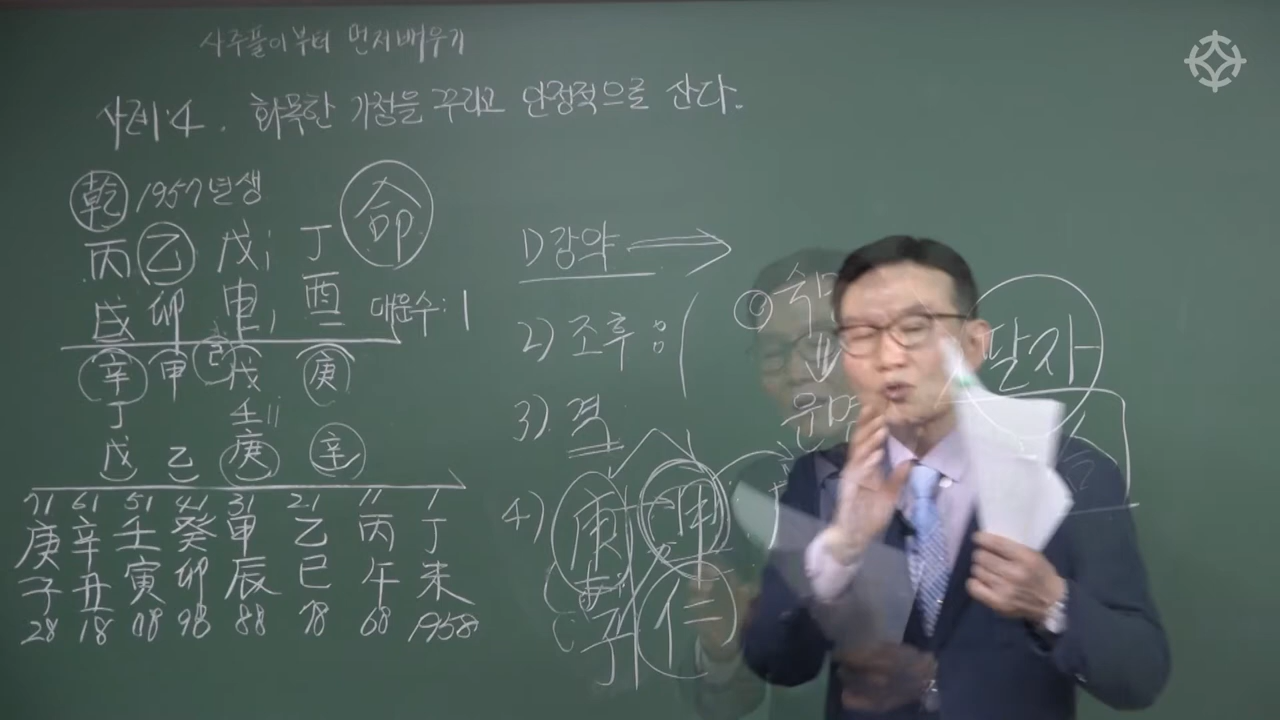 사주풀이부터 먼저배우기
사례:4. 화목한 가정을 꾸리고 안정적으로 산다.
乾 1957년생 命
丙 乙 戊 丁
戌 卯 申 酉 대운수:1
辛 甲 己 戊 庚
丁 壬
戊 乙 庚 辛
71 61 51 41 31 21 11 1
庚 辛 壬 癸 甲 乙 丙 丁
子 丑 寅 卯 辰 巳 午 未
28 18 08 98 88 78 68 1958
1) 강약
2) 조후:(
3). 격
4) 庚 申
子 仁
팔자